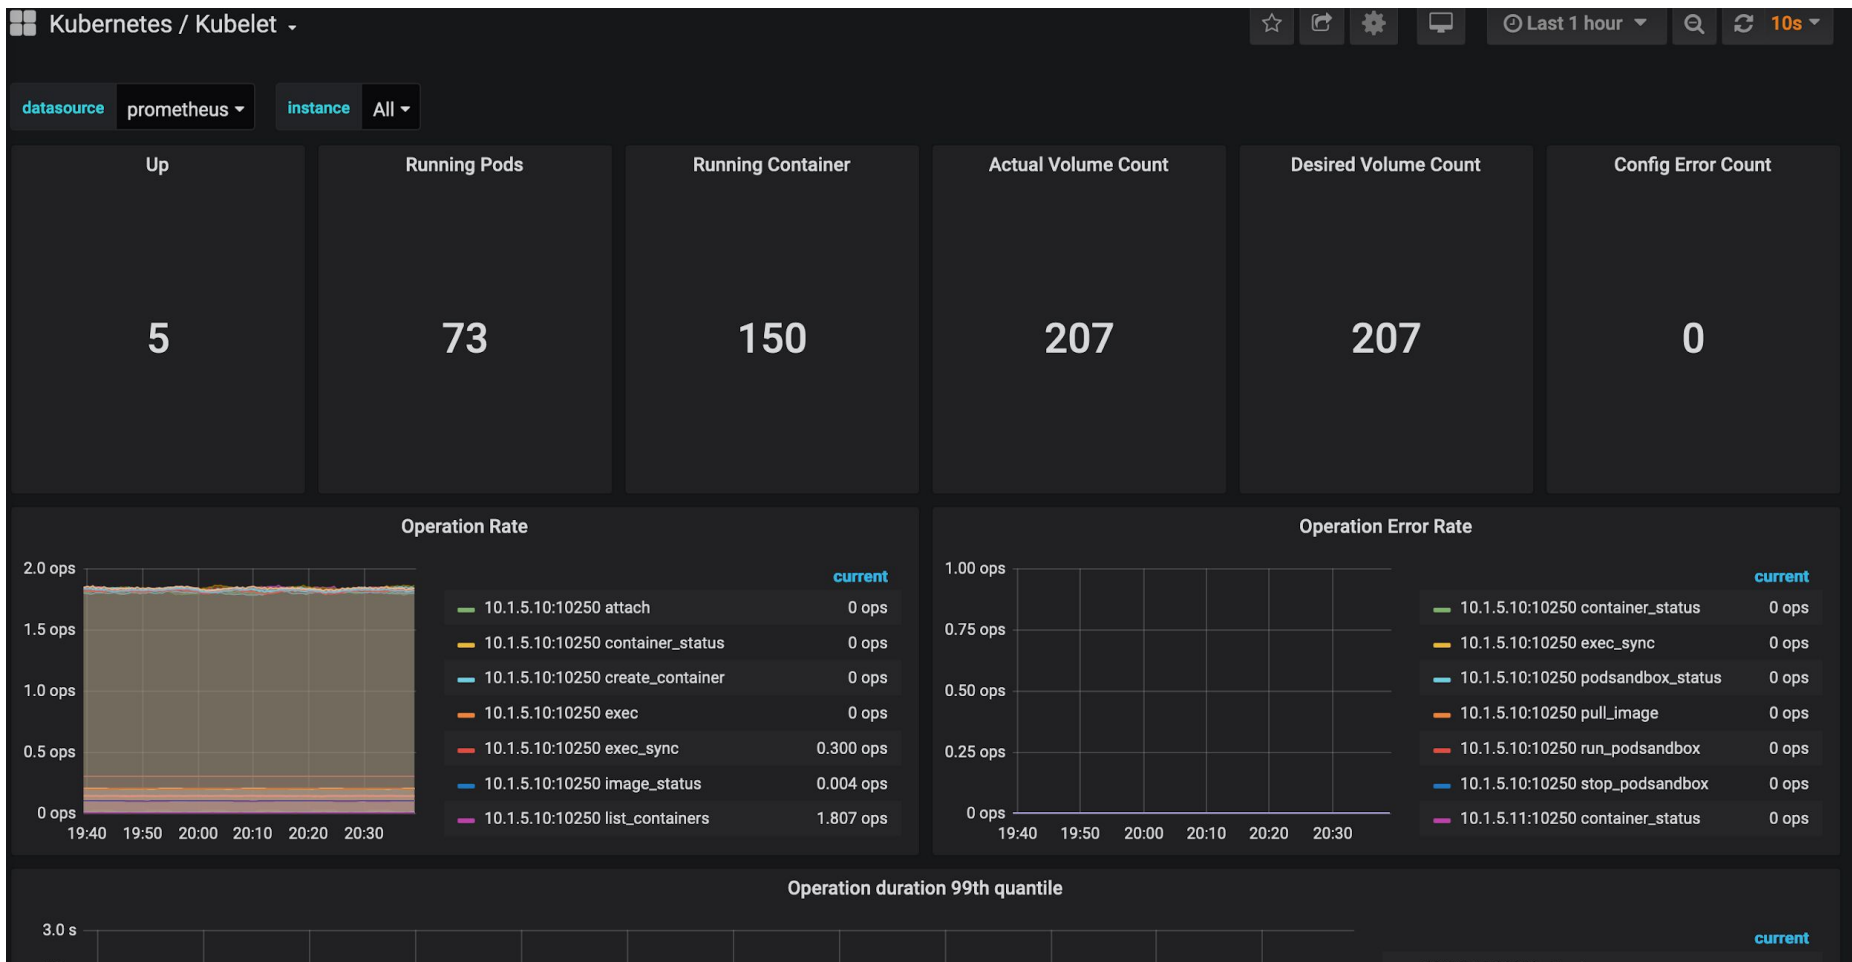 Kubernetes / Kubelet
Last 1 hour
10s
datasource prometheus instance All
Up
5
Running Pods
73
Running Container
150
Actual Volume Count
207
Desired Volume Count
207
Config Error Count
0
Operation Rate
2.0 ops
1.5 ops
1.0 ops
0.5 ops
0 ops
19:40 19:50 20:00 20:10 20:20 20:30
current
10.1.5.10:10250 attach 0 ops
10.1.5.10:10250 container_status 0 ops
10.1.5.10:10250 create_container 0 ops
10.1.5.10:10250 exec 0 ops
10.1.5.10:10250 exec_sync 0.300 ops
10.1.5.10:10250 image_status 0.004 ops
10.1.5.10:10250 list_containers 1.807 ops
Operation Error Rate
1.00 ops
0.75 ops
0.50 ops
0.25 ops
0 ops
19:40 19:50 20:00 20:10 20:20 20:30
current
10.1.5.10:10250 container_status 0 ops
10.1.5.10:10250 exec_sync 0 ops
10.1.5.10:10250 podsandbox_status 0 ops
10.1.5.10:10250 pull_image 0 ops
10.1.5.10:10250 run_podsandbox 0 ops
10.1.5.10:10250 stop_podsandbox 0 ops
10.1.5.11:10250 container_status 0 ops
Operation duration 99th quantile
3.0 s
current